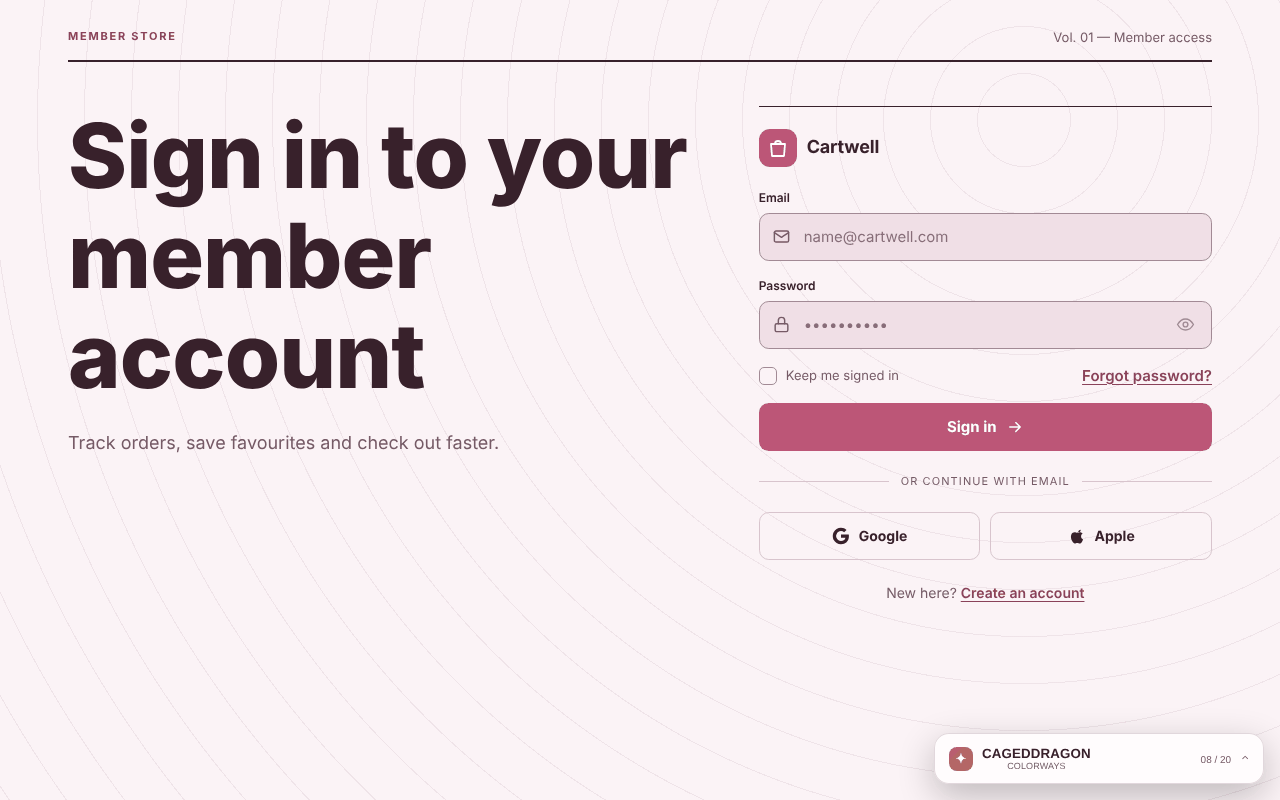 MEMBER STORE
Vol. 01 — Member access
Sign in to your
member
account
Track orders, save favourites and check out faster.
Cartwell
Email
name@cartwell.com
Password
••••••••••
Keep me signed in
Forgot password?
Sign in →
OR CONTINUE WITH EMAIL
Google
Apple
New here? Create an account
CAGEDDRAGON
COLORWAYS
08 / 20